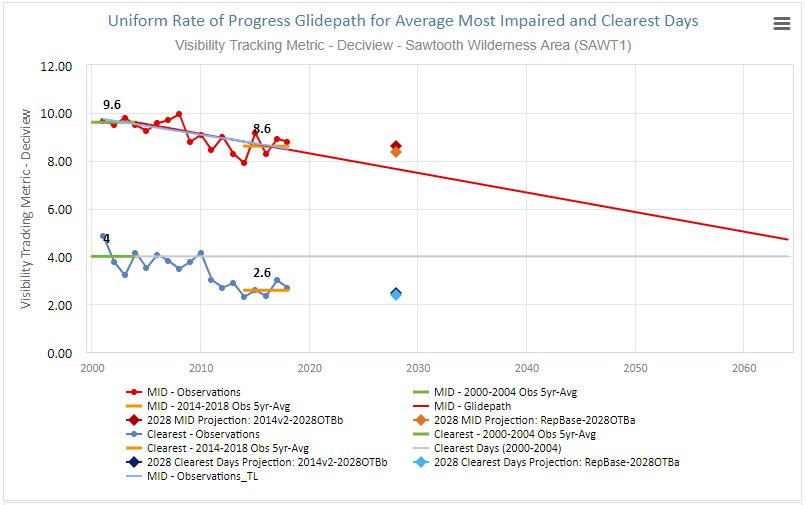 Uniform Rate of Progress Glidepath for Average Most Impaired and Clearest Days
Visibility Tracking Metric - Deciview - Sawtooth Wilderness Area (SAWT1)
Visibility Tracking Metric - Deciview
12.00
10.00
8.00
6.00
4.00
2.00
0.00
9.6
8.6
4
2.6
2000 2010 2020 2030 2040 2050 2060
MID - Observations MID - 2000-2004 Obs 5yr-Avg
MID - 2014-2018 Obs 5yr-Avg MID - Glidepath
2028 MID Projection: 2014v2-2028OTBb 2028 MID Projection: RepBase-2028OTBa
Clearest - Observations Clearest - 2000-2004 Obs 5yr-Avg
Clearest - 2014-2018 Obs 5yr-Avg Clearest Days (2000-2004)
2028 Clearest Days Projection: 2014v2-2028OTBb 2028 Clearest Days Projection: RepBase-2028OTBa
MID - Observations_TL